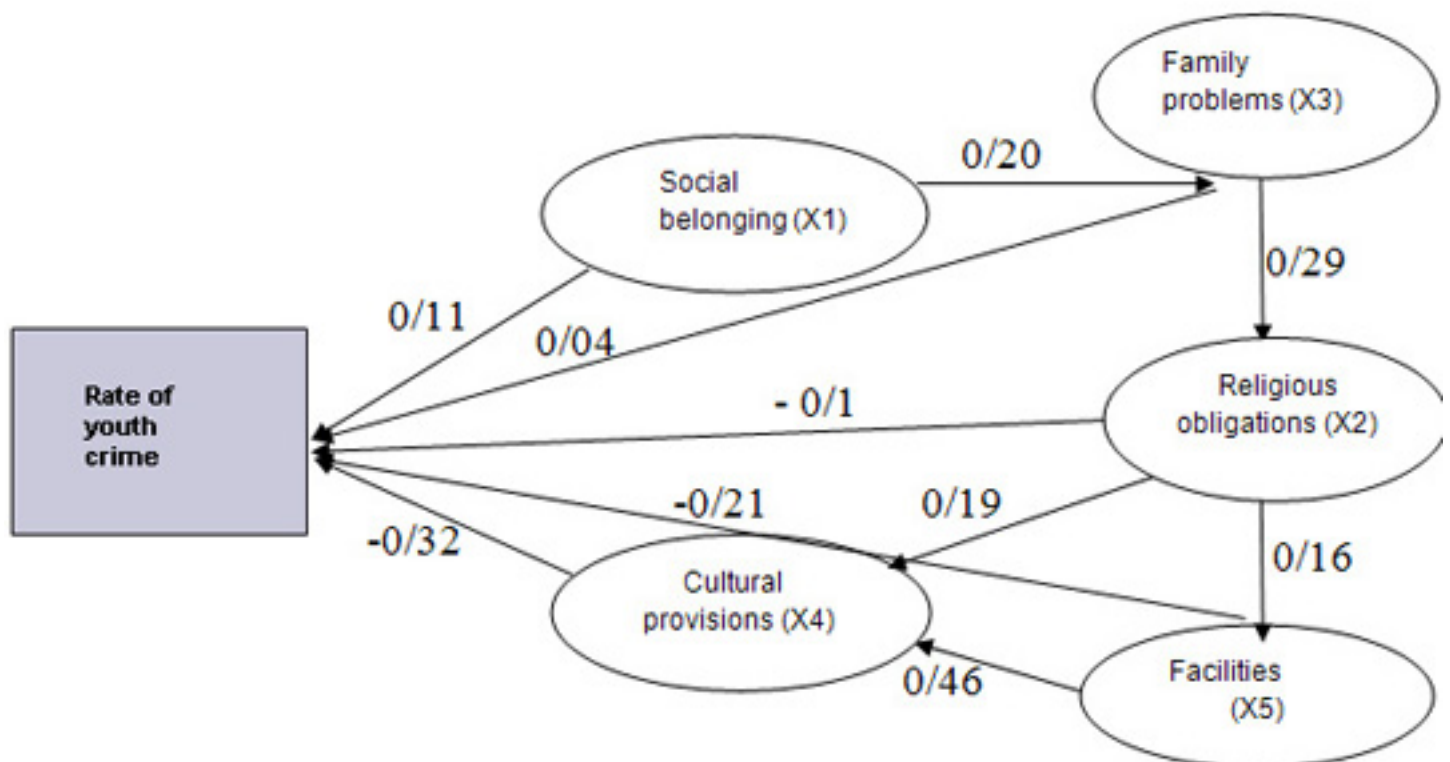 Family
problems (X3)
0/20
Social
belonging (X1)
0/29
0/11
0/04
Rate of
youth
crime
- 0/1
Religious
obligations (X2)
-0/21
0/19
-0/32
0/16
Cultural
provisions (X4)
0/46
Facilities
(X5)